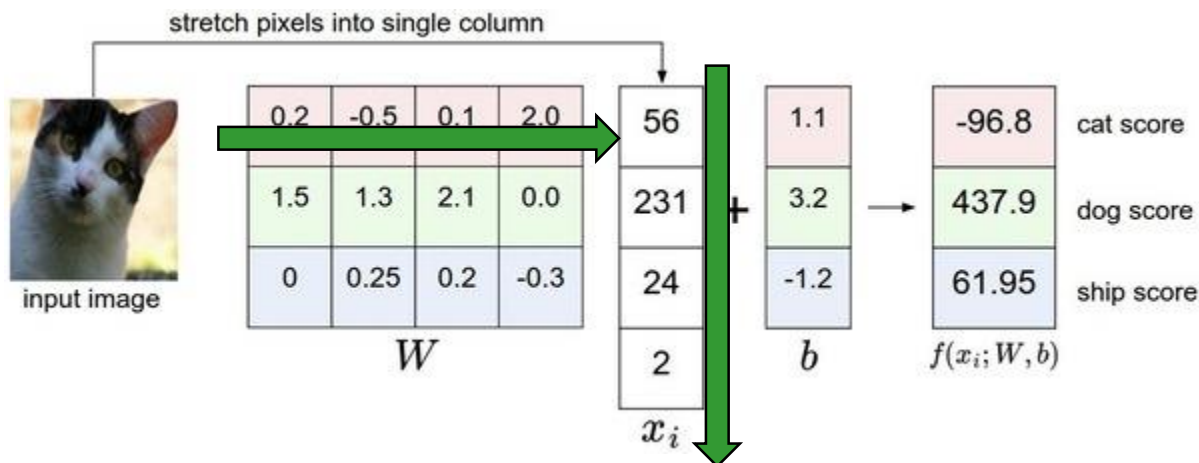 stretch pixels into single column
0.2 -0.5 0.1 2.0 56 1.1 -96.8 cat score
1.5 1.3 2.1 0.0 231 + 3.2 437.9 dog score
0 0.25 0.2 -0.3 24 -1.2 61.95 ship score
input image
2
W b f(x_i; W, b)
x_i